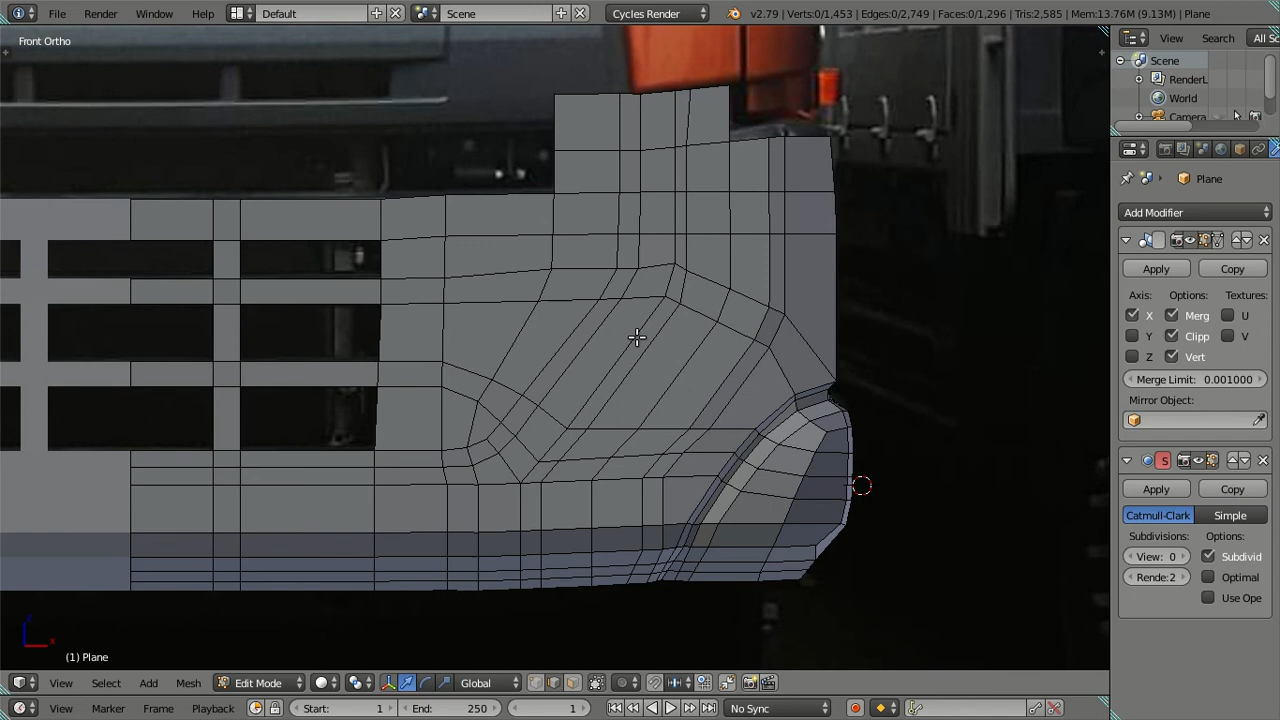 File Render Window Help Default Scene Cycles Render v2.79 | Verts:0/1,453 | Edges:0/2,749 | Faces:0/1,296 | Tris:2,585 | Mem:13.76M (9.13M) | Plane
Front Ortho
View Search All Sc
Scene
RenderL
World
Camera
Plane
Add Modifier
Apply Copy
Axis: Options: Textures:
X Merg U
Y Clipp V
Z Vert
Merge Limit: 0.001000
Mirror Object:
S
Apply Copy
Catmull-Clark Simple
Subdivisions: Options:
View: 0 Subdivid
Rende:2 Optimal
Use Ope
z
x
(1) Plane
View Select Add Mesh Edit Mode Global
View Marker Frame Playback Start: 1 End: 250 1 No Sync